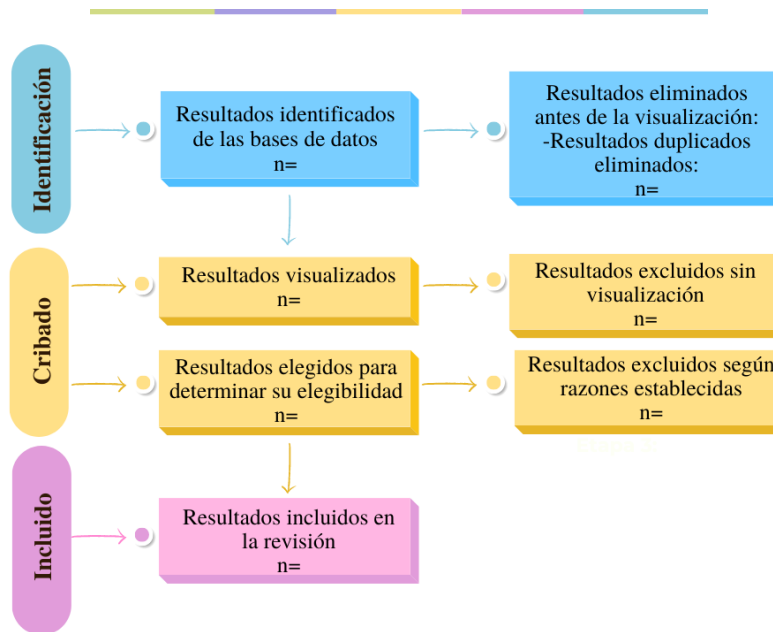 Identificación
Resultados identificados
de las bases de datos
n=
Resultados eliminados
antes de la visualización:
-Resultados duplicados
eliminados:
n=
Cribado
Resultados visualizados
n=
Resultados excluidos sin
visualización
n=
Resultados elegidos para
determinar su elegibilidad
n=
Resultados excluidos según
razones establecidas
n=
Incluido
Resultados incluidos en
la revisión
n=